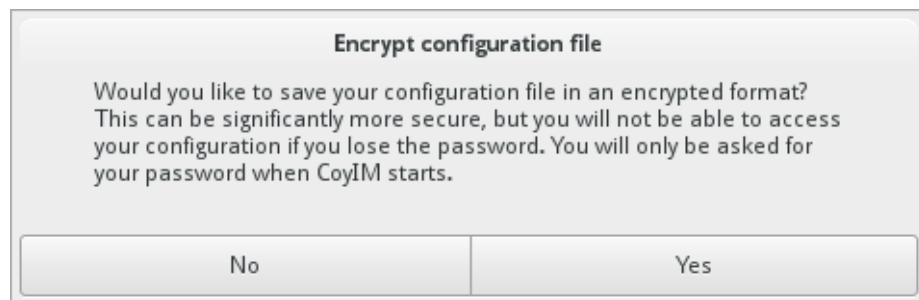 Encrypt configuration file
Would you like to save your configuration file in an encrypted format?
This can be significantly more secure, but you will not be able to access
your configuration if you lose the password. You will only be asked for
your password when CoyIM starts.
No
Yes